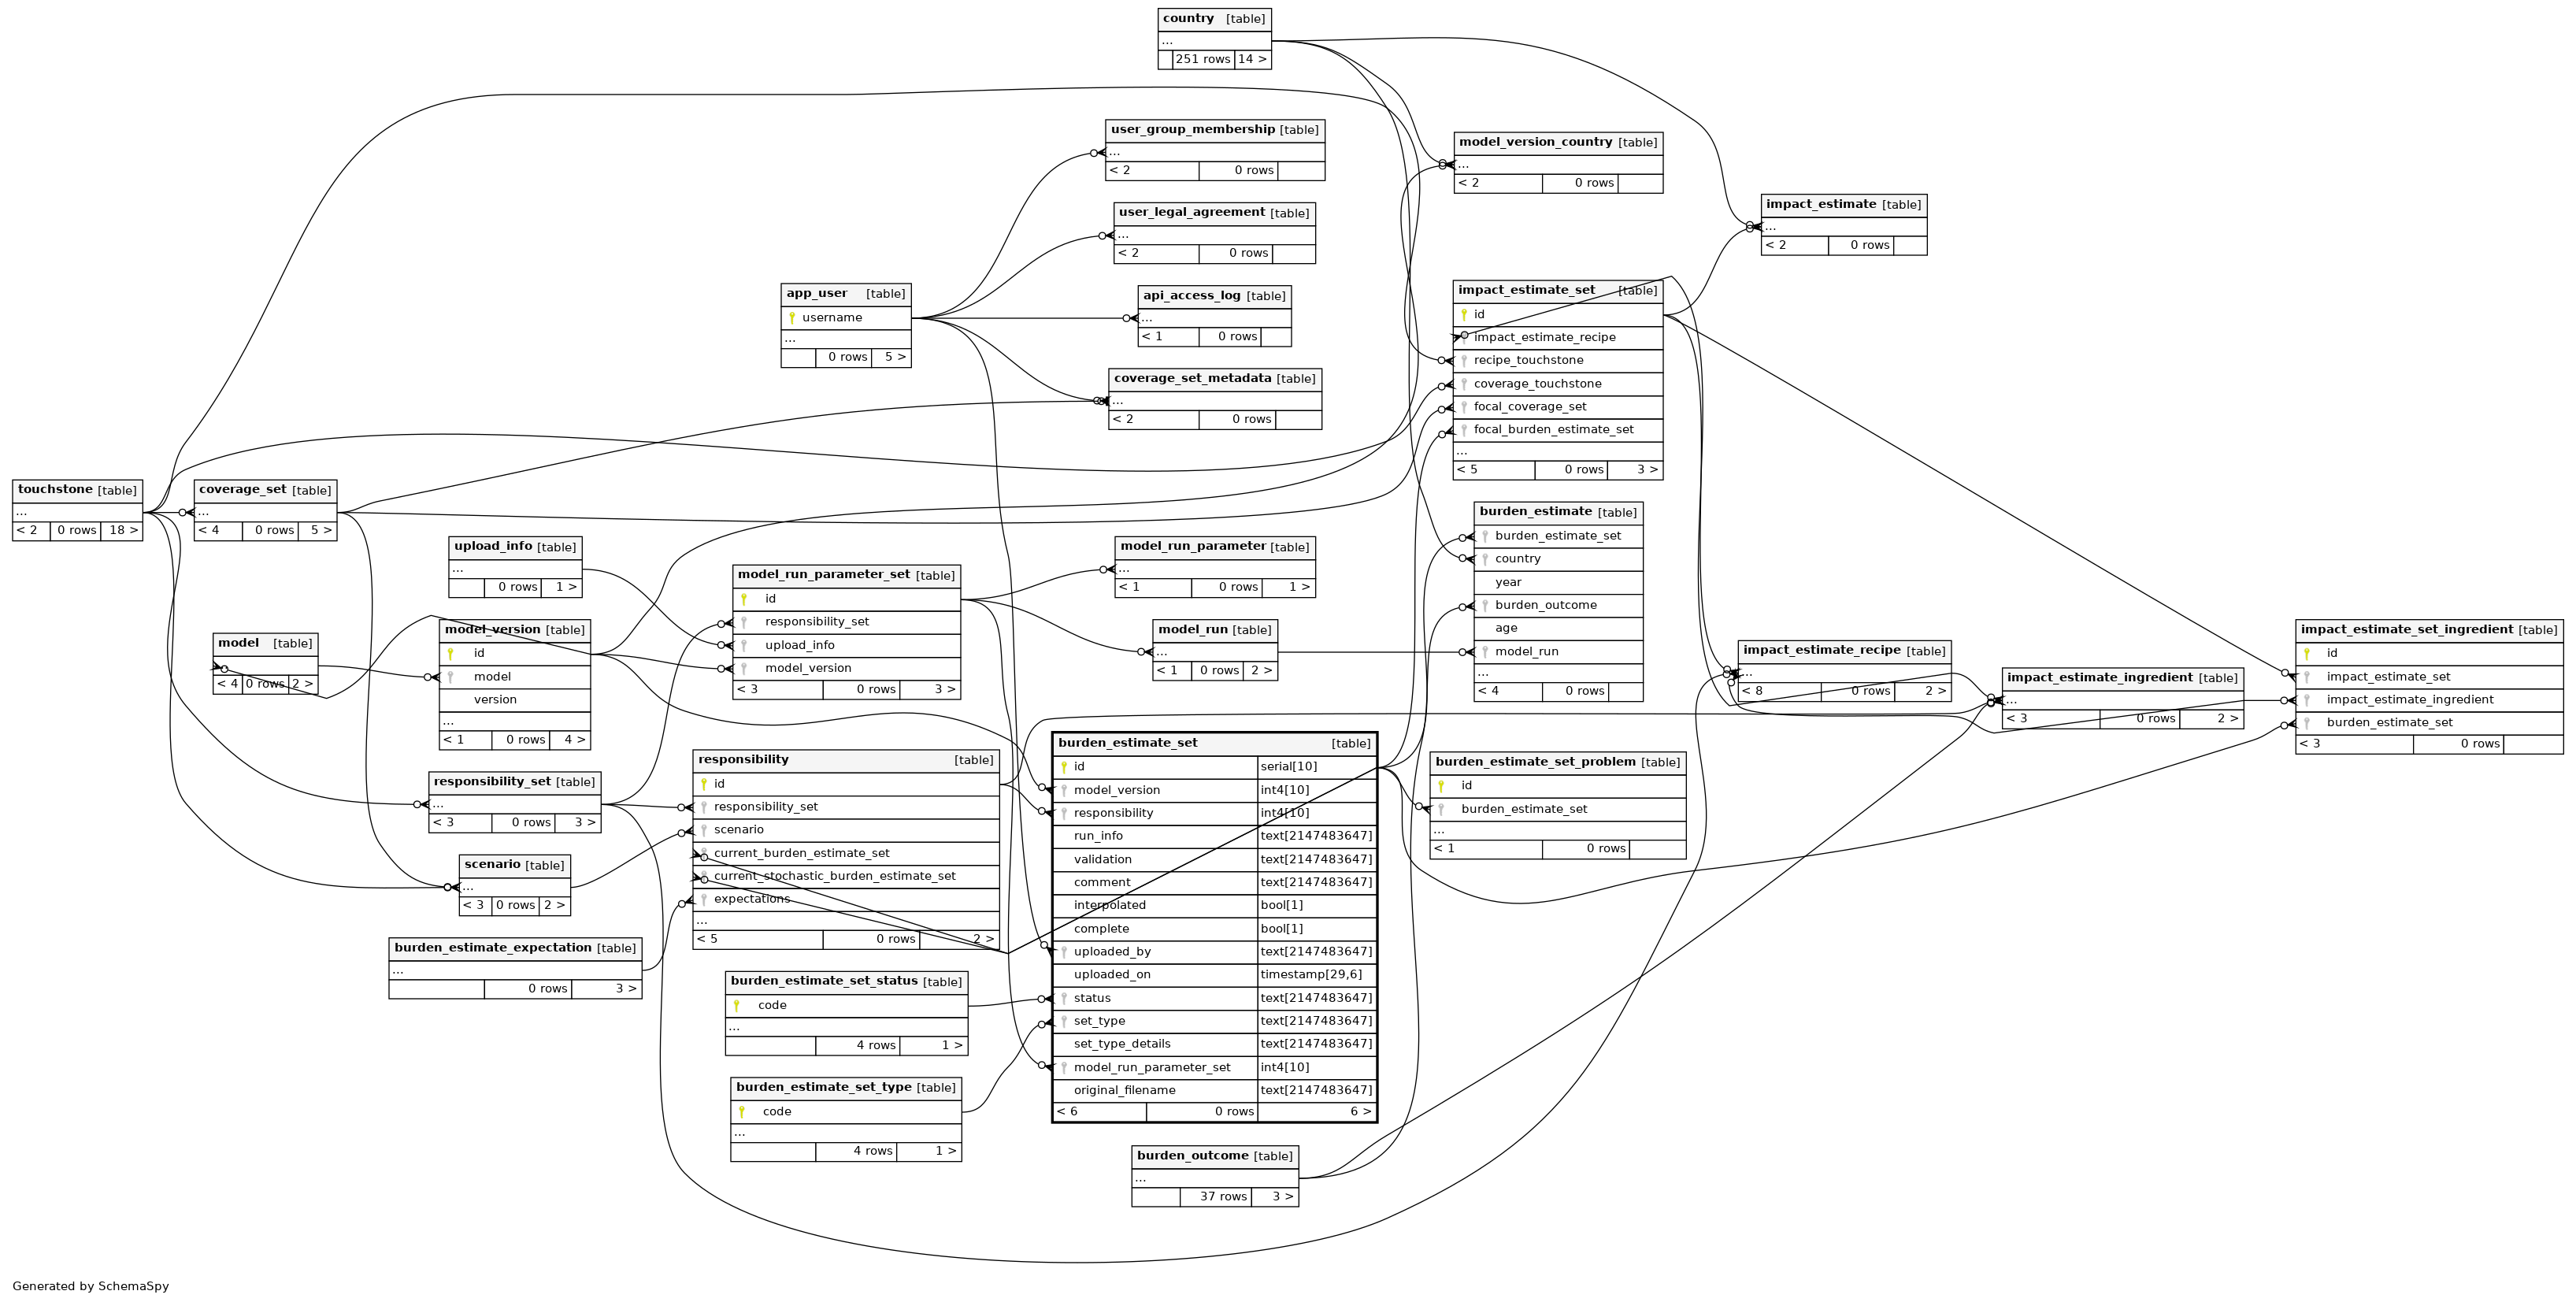 country [table]
...
251 rows 14 >
user_group_membership [table]
...
< 2 0 rows
model_version_country [table]
...
< 2 0 rows
impact_estimate [table]
...
< 2 0 rows
user_legal_agreement [table]
...
< 2 0 rows
app_user [table]
username
...
0 rows 5 >
api_access_log [table]
...
< 1 0 rows
coverage_set_metadata [table]
...
< 2 0 rows
impact_estimate_set [table]
id
impact_estimate_recipe
recipe_touchstone
coverage_touchstone
focal_coverage_set
focal_burden_estimate_set
...
< 5 0 rows 3 >
touchstone [table]
...
< 2 0 rows 18 >
coverage_set [table]
...
< 4 0 rows 5 >
upload_info [table]
...
0 rows 1 >
model_run_parameter_set [table]
id
responsibility_set
upload_info
model_version
< 3 0 rows 3 >
model_run_parameter [table]
...
< 1 0 rows 1 >
burden_estimate [table]
burden_estimate_set
country
year
burden_outcome
age
model_run
...
< 4 0 rows
model [table]
< 4 0 rows 2 >
model_version [table]
id
model
version
...
< 1 0 rows 4 >
model_run [table]
...
< 1 0 rows 2 >
impact_estimate_recipe [table]
...
< 8 0 rows 2 >
impact_estimate_ingredient [table]
...
< 3 0 rows 2 >
impact_estimate_set_ingredient [table]
id
impact_estimate_set
impact_estimate_ingredient
burden_estimate_set
< 3 0 rows
responsibility_set [table]
...
< 3 0 rows 3 >
responsibility [table]
id
responsibility_set
scenario
current_burden_estimate_set
current_stochastic_burden_estimate_set
expectations
...
< 5 0 rows 2 >
burden_estimate_set [table]
id serial[10]
model_version int4[10]
responsibility int4[10]
run_info text[2147483647]
validation text[2147483647]
comment text[2147483647]
interpolated bool[1]
complete bool[1]
uploaded_by text[2147483647]
uploaded_on timestamp[29,6]
status text[2147483647]
set_type text[2147483647]
set_type_details text[2147483647]
model_run_parameter_set int4[10]
original_filename text[2147483647]
< 6 0 rows 6 >
burden_estimate_set_problem [table]
id
burden_estimate_set
...
< 1 0 rows
scenario [table]
...
< 3 0 rows 2 >
burden_estimate_expectation [table]
...
0 rows 3 >
burden_estimate_set_status [table]
code
...
4 rows 1 >
burden_estimate_set_type [table]
code
...
4 rows 1 >
burden_outcome [table]
...
37 rows 3 >
Generated by SchemaSpy